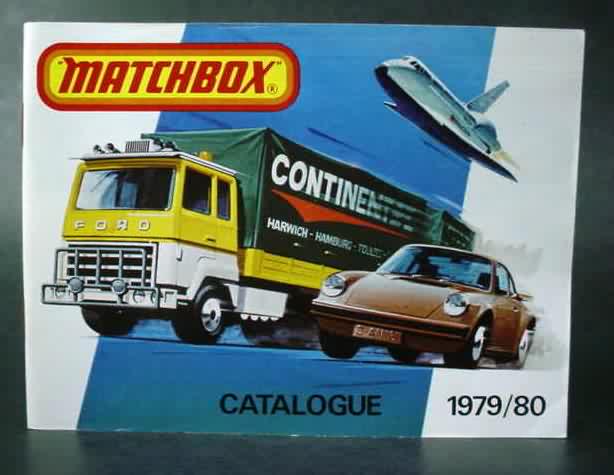 "MATCHBOX"®
CONTINENT
HARWICH - HAMBURG - TOULOUSE
FORD
CATALOGUE 1979/80